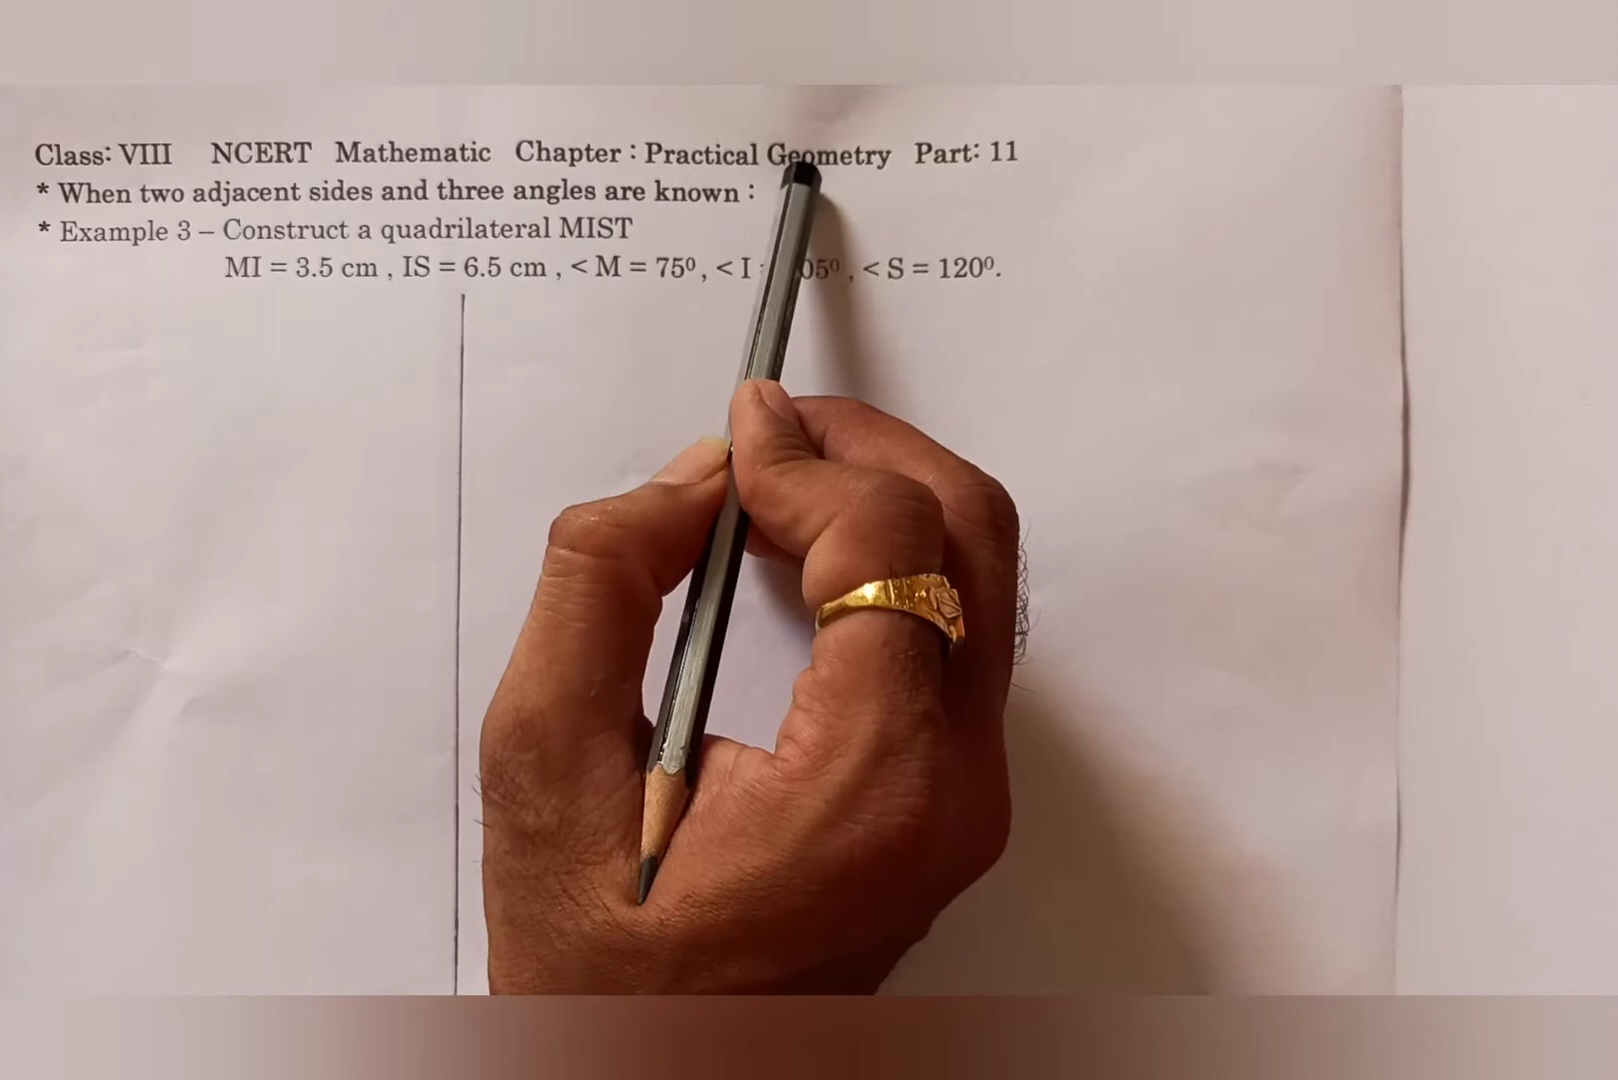 Class: VIII NCERT Mathematic Chapter : Practical Geometry Part: 11
* When two adjacent sides and three angles are known :
* Example 3 – Construct a quadrilateral MIST
MI = 3.5 cm , IS = 6.5 cm , < M = 75⁰ , < I 05⁰ , < S = 120⁰.